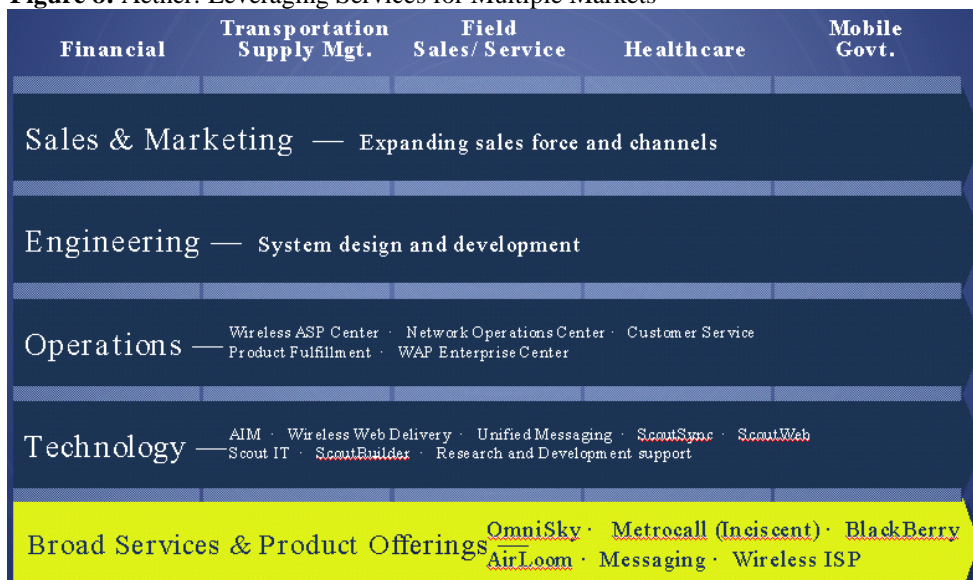 Figure 8: Aether: Leveraging Services for Multiple Markets
Financial
Transportation
Supply Mgt.
Field
Sales/Service
Healthcare
Mobile
Govt.
Sales & Marketing — Expanding sales force and channels
Engineering — System design and development
Operations —
Wireless ASP Center · Network Operations Center · Customer Service
Product Fulfillment · WAP Enterprise Center
Technology —
AIM · Wireless Web Delivery · Unified Messaging · ScoutSync · ScoutWeb
Scout IT · ScoutBuilder · Research and Development support
Broad Services & Product Offerings —
OmniSky · Metrocall (Inciscent) · BlackBerry
AirLoom · Messaging · Wireless ISP